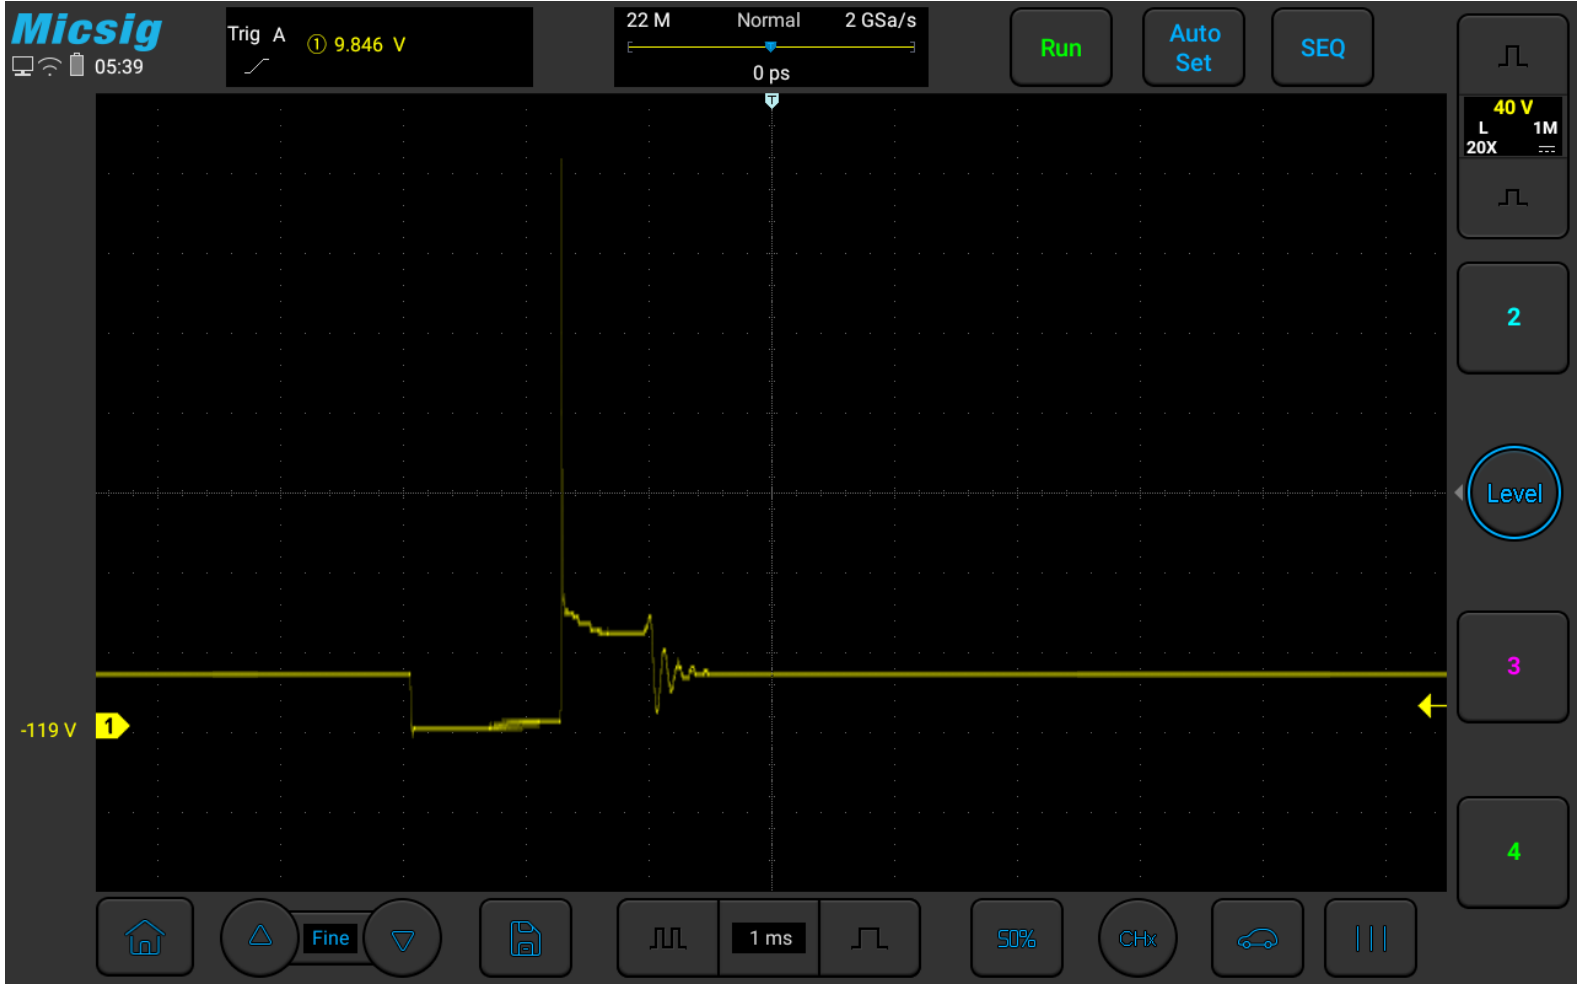 Micsig
05:39
Trig A
① 9.846 V
22 M Normal 2 GSa/s
0 ps
Run
Auto
Set
SEQ
T
40 V
L 1M
20X
2
Level
3
-119 V
1
4
Fine
1 ms
50%
CHx